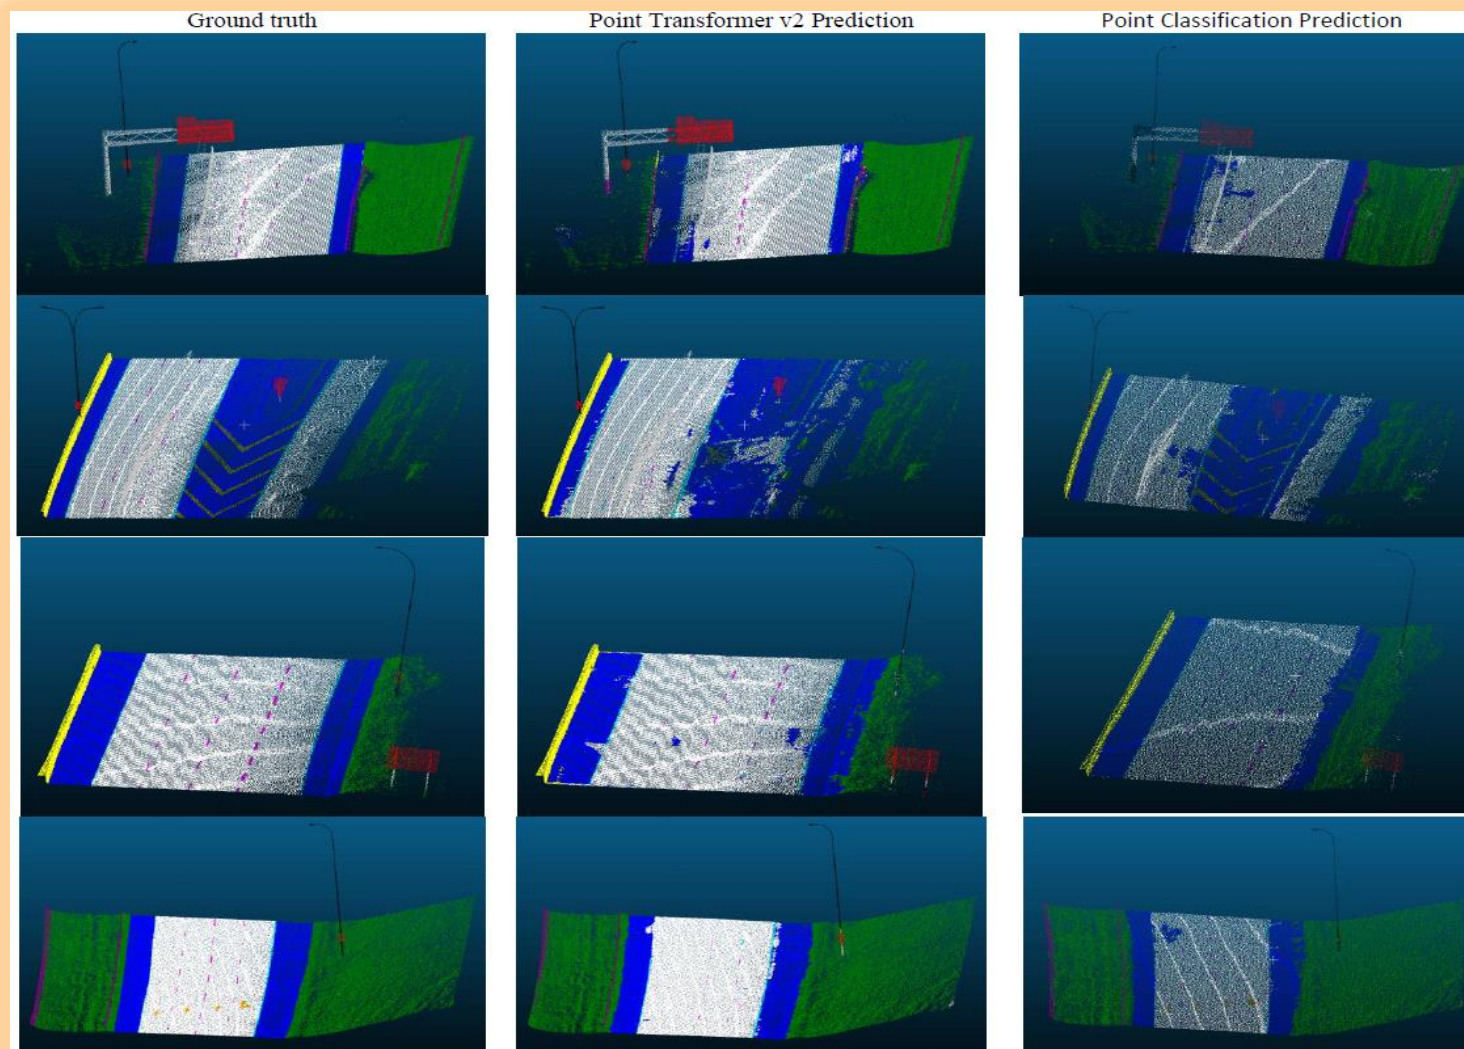 Ground truth
Point Transformer v2 Prediction
Point Classification Prediction